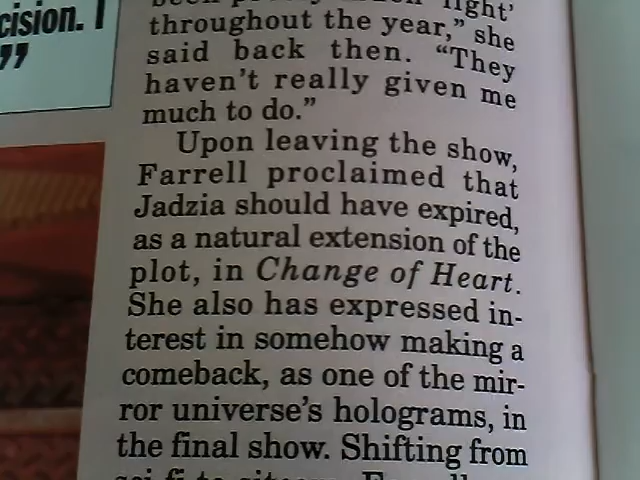 cision. I
”
light'
throughout the year,” she
said back then. “They
haven't really given me
much to do.”
Upon leaving the show,
Farrell proclaimed that
Jadzia should have expired,
as a natural extension of the
plot, in Change of Heart.
She also has expressed in-
terest in somehow making a
comeback, as one of the mir-
ror universe's holograms, in
the final show. Shifting from